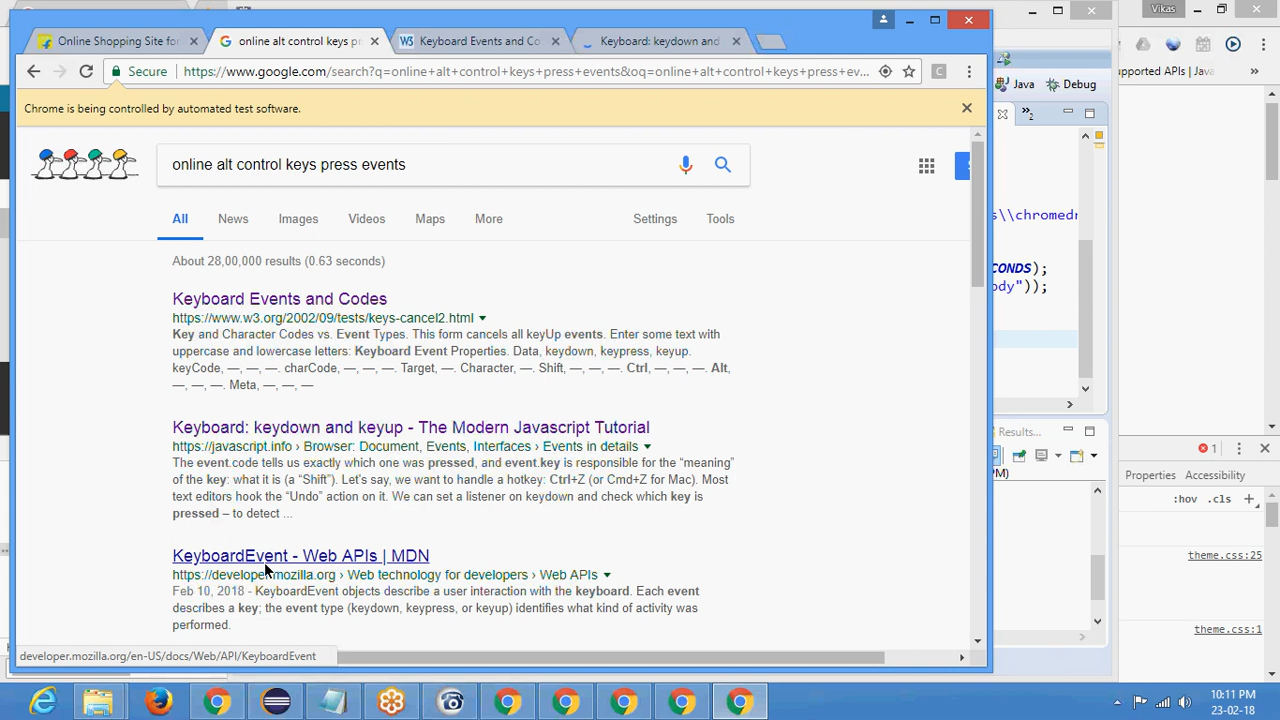 Vikas
Online Shopping Site for
online alt control keys p
Keyboard Events and Co
Keyboard: keydown and
Secure
https://www.google.com/search?q=online+alt+control+keys+press+events&oq=online+alt+control+keys+press+ev...
C
Java
Debug
Chrome is being controlled by automated test software.
online alt control keys press events
All
News
Images
Videos
Maps
More
Settings
Tools
About 28,00,000 results (0.63 seconds)
Keyboard Events and Codes
https://www.w3.org/2002/09/tests/keys-cancel2.html
Key and Character Codes vs. Event Types. This form cancels all keyUp events. Enter some text with
uppercase and lowercase letters: Keyboard Event Properties. Data, keydown, keypress, keyup.
keyCode, —, —, —. charCode, —, —, —. Target, —. Character, —. Shift, —, —, —. Ctrl, —, —, —. Alt,
—, —, —. Meta, —, —, —
Keyboard: keydown and keyup - The Modern Javascript Tutorial
https://javascript.info › Browser: Document, Events, Interfaces › Events in details
The event.code tells us exactly which one was pressed, and event.key is responsible for the “meaning”
of the key: what it is (a “Shift”). Let’s say, we want to handle a hotkey: Ctrl+Z (or Cmd+Z for Mac). Most
text editors hook the “Undo” action on it. We can set a listener on keydown and check which key is
pressed – to detect ...
KeyboardEvent - Web APIs | MDN
https://developer.mozilla.org › Web technology for developers › Web APIs
Feb 10, 2018 - KeyboardEvent objects describe a user interaction with the keyboard. Each event
describes a key; the event type (keydown, keypress, or keyup) identifies what kind of activity was
performed.
developer.mozilla.org/en-US/docs/Web/API/KeyboardEvent
pported APIs | Java
»
»2
s\\chromedr
CONDS);
ody"));
Results...
M)
1
Properties
Accessibility
:hov .cls +
theme.css:25
theme.css:1
10:11 PM
23-02-18